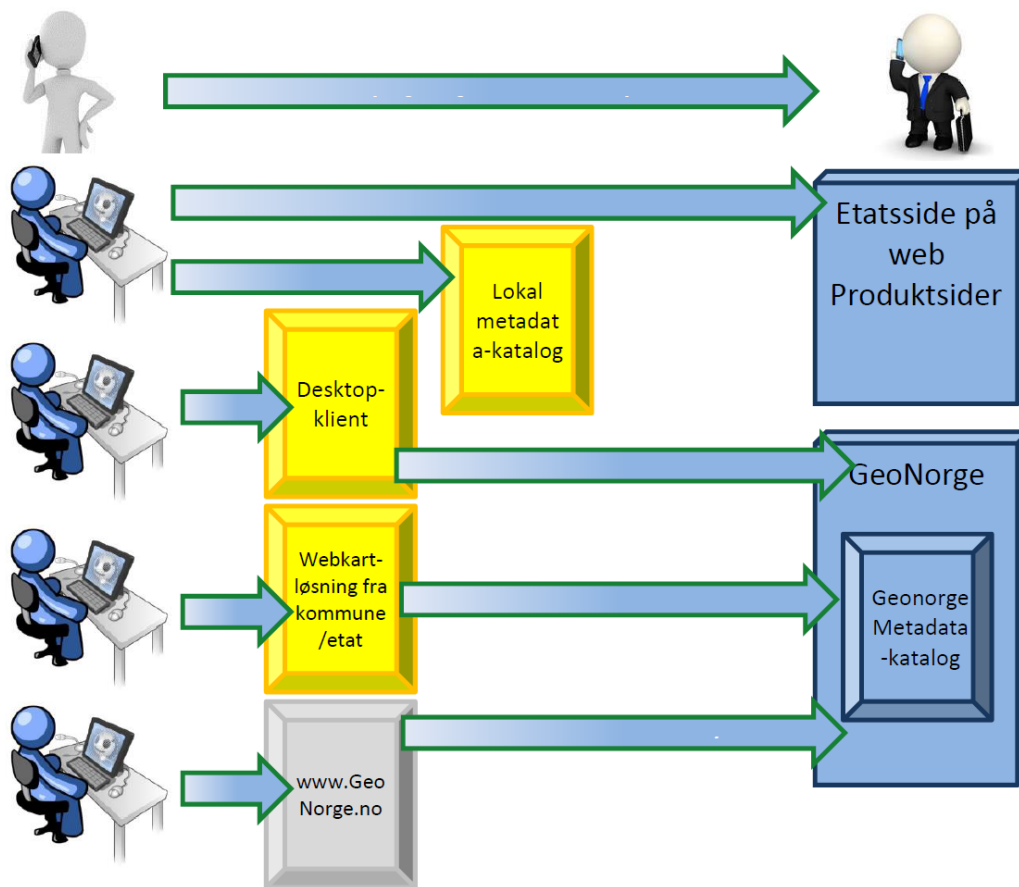 Etatsside på
web
Produktsider
Lokal
metadat
a-katalog
Desktop-
klient
GeoNorge
Webkart-
løsning fra
kommune
/etat
Geonorge
Metadata
-katalog
www.Geo
Norge.no